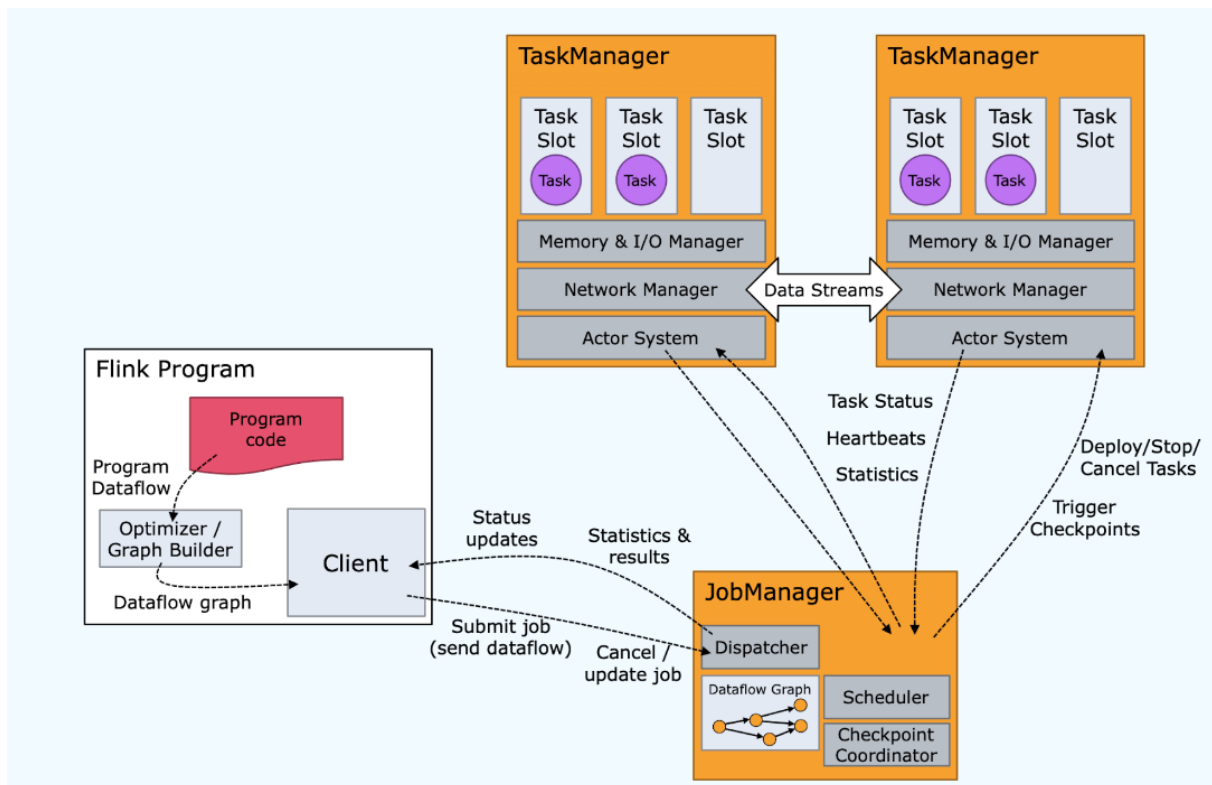 TaskManager
Task
Slot
Task
Task
Slot
Task
Task
Slot
Memory & I/O Manager
Network Manager
Actor System
TaskManager
Task
Slot
Task
Task
Slot
Task
Task
Slot
Memory & I/O Manager
Network Manager
Actor System
Data Streams
Flink Program
Program
code
Program
Dataflow
Optimizer /
Graph Builder
Dataflow graph
Client
Status
updates
Statistics &
results
Submit job
(send dataflow)
Cancel /
update job
Task Status
Heartbeats
Statistics
Deploy/Stop/
Cancel Tasks
Trigger
Checkpoints
JobManager
Dispatcher
Dataflow Graph
Scheduler
Checkpoint
Coordinator